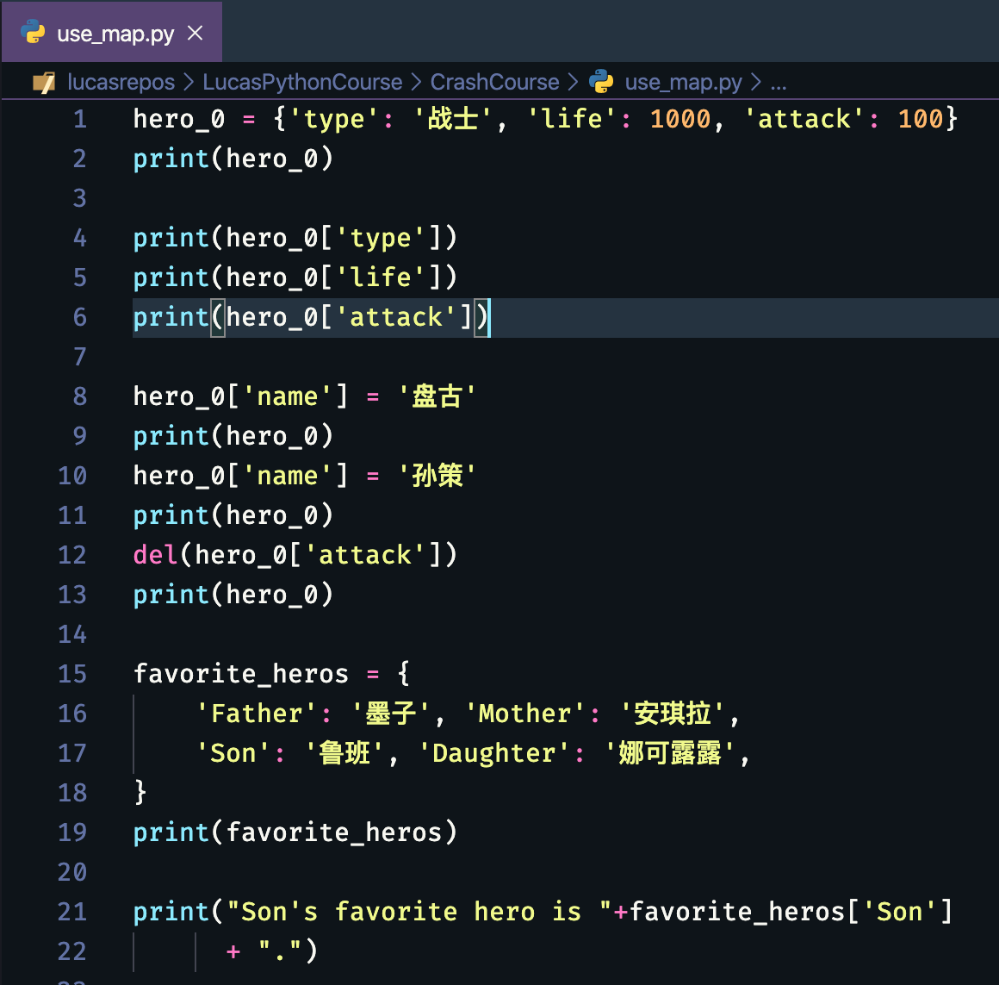 use_map.py ×
lucasrepos > LucasPythonCourse > CrashCourse > use_map.py > ...
1 hero_0 = {'type': '战士', 'life': 1000, 'attack': 100}
2 print(hero_0)
3
4 print(hero_0['type'])
5 print(hero_0['life'])
6 print(hero_0['attack'])
7
8 hero_0['name'] = '盘古'
9 print(hero_0)
10 hero_0['name'] = '孙策'
11 print(hero_0)
12 del(hero_0['attack'])
13 print(hero_0)
14
15 favorite_heros = {
16     'Father': '墨子', 'Mother': '安琪拉',
17     'Son': '鲁班', 'Daughter': '娜可露露',
18 }
19 print(favorite_heros)
20
21 print("Son's favorite hero is "+favorite_heros['Son']
22       + ".")